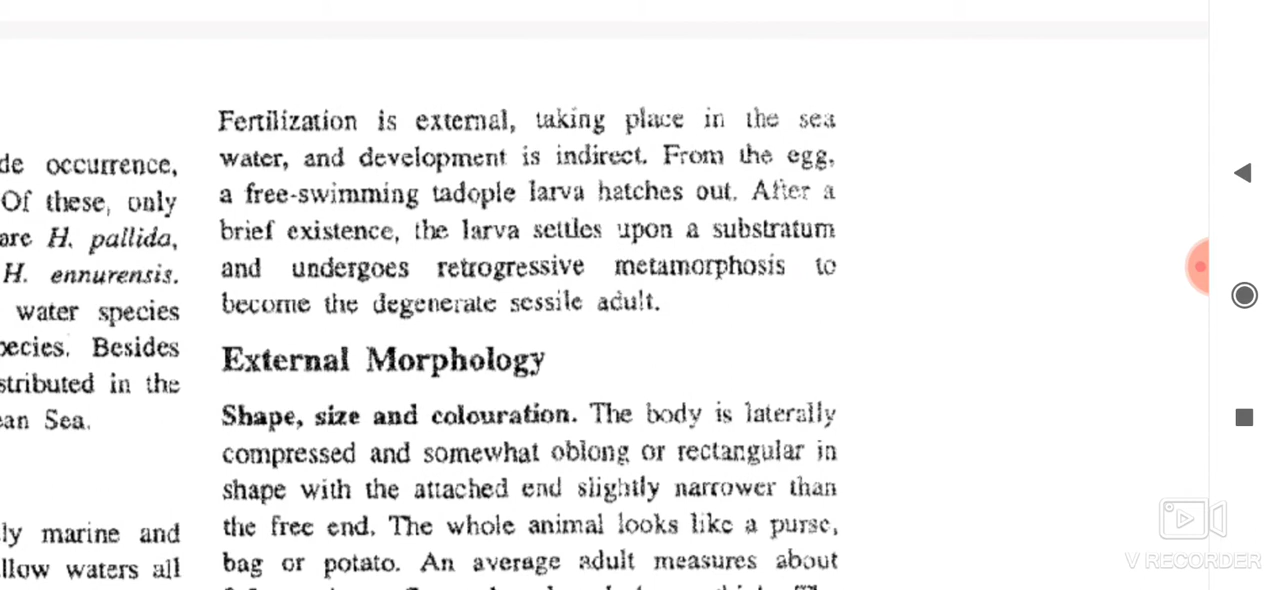 de occurrence,
Of these, only
are H. pallida,
H. ennurensis.
water species
pecies. Besides
stributed in the
ean Sea.
ly marine and
llow waters all
Fertilization is external, taking place in the sea
water, and development is indirect. From the egg,
a free-swimming tadople larva hatches out. After a
brief existence, the larva settles upon a substratum
and undergoes retrogressive metamorphosis to
become the degenerate sessile adult.
External Morphology
Shape, size and colouration. The body is laterally
compressed and somewhat oblong or rectangular in
shape with the attached end slightly narrower than
the free end. The whole animal looks like a purse,
bag or potato. An average adult measures about
V RECORDER